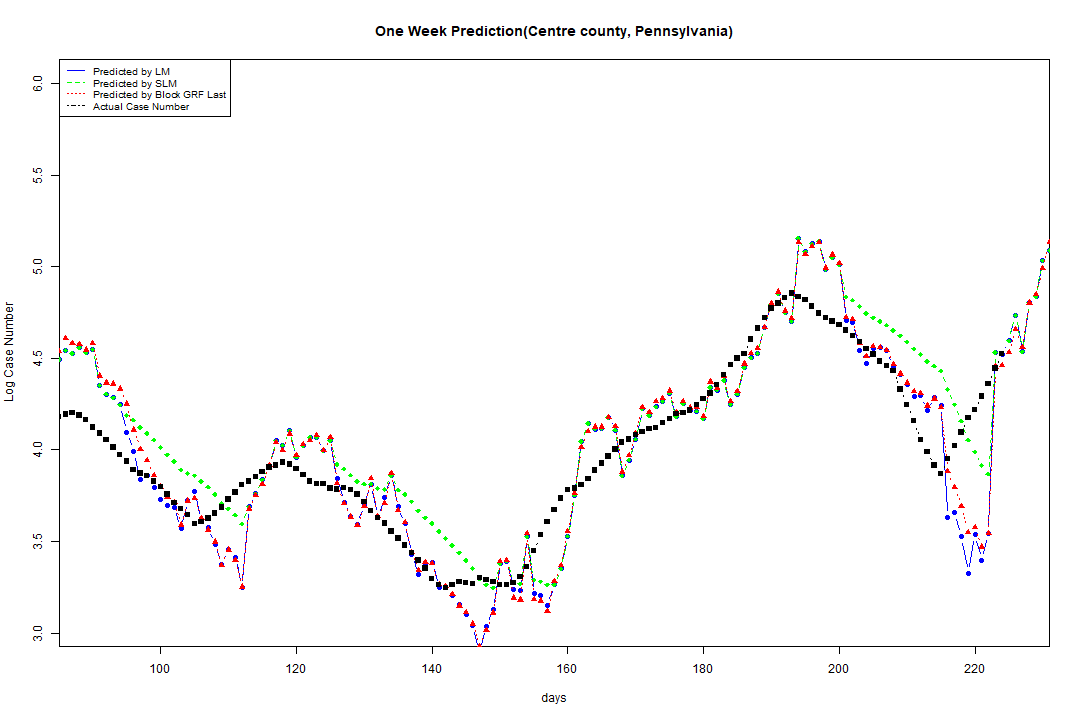 One Week Prediction(Centre county, Pennsylvania)
Predicted by LM
Predicted by SLM
Predicted by Block GRF Last
Actual Case Number
6.0
5.5
5.0
4.5
4.0
3.5
3.0
Log Case Number
100 120 140 160 180 200 220
days